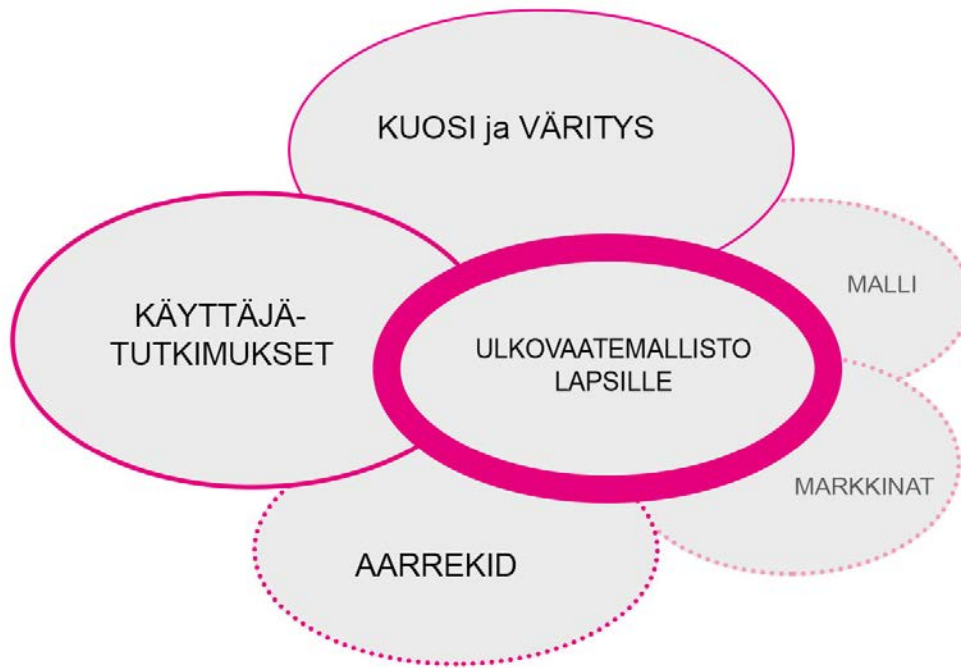 KUOSI ja VÄRITYS
MALLI
KÄYTTÄJÄ-
TUTKIMUKSET
ULKOVAATEMALLISTO
LAPSILLE
MARKKINAT
AARREKID